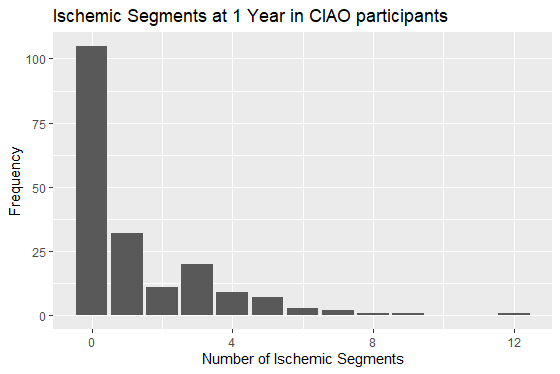 Ischemic Segments at 1 Year in CIAO participants
100
75
50
25
0
Frequency
0 4 8 12
Number of Ischemic Segments